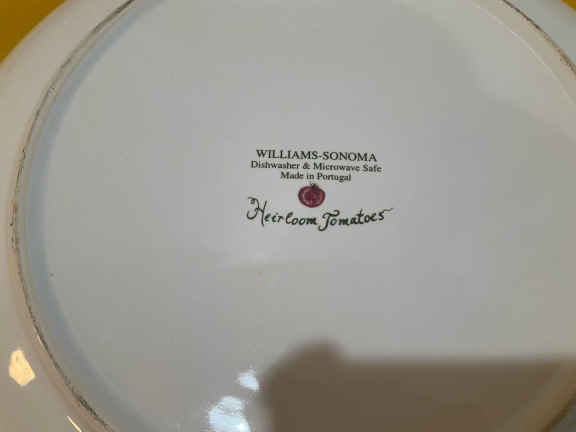 WILLIAMS-SONOMA
Dishwasher & Microwave Safe
Made in Portugal
Heirloom Tomatoes